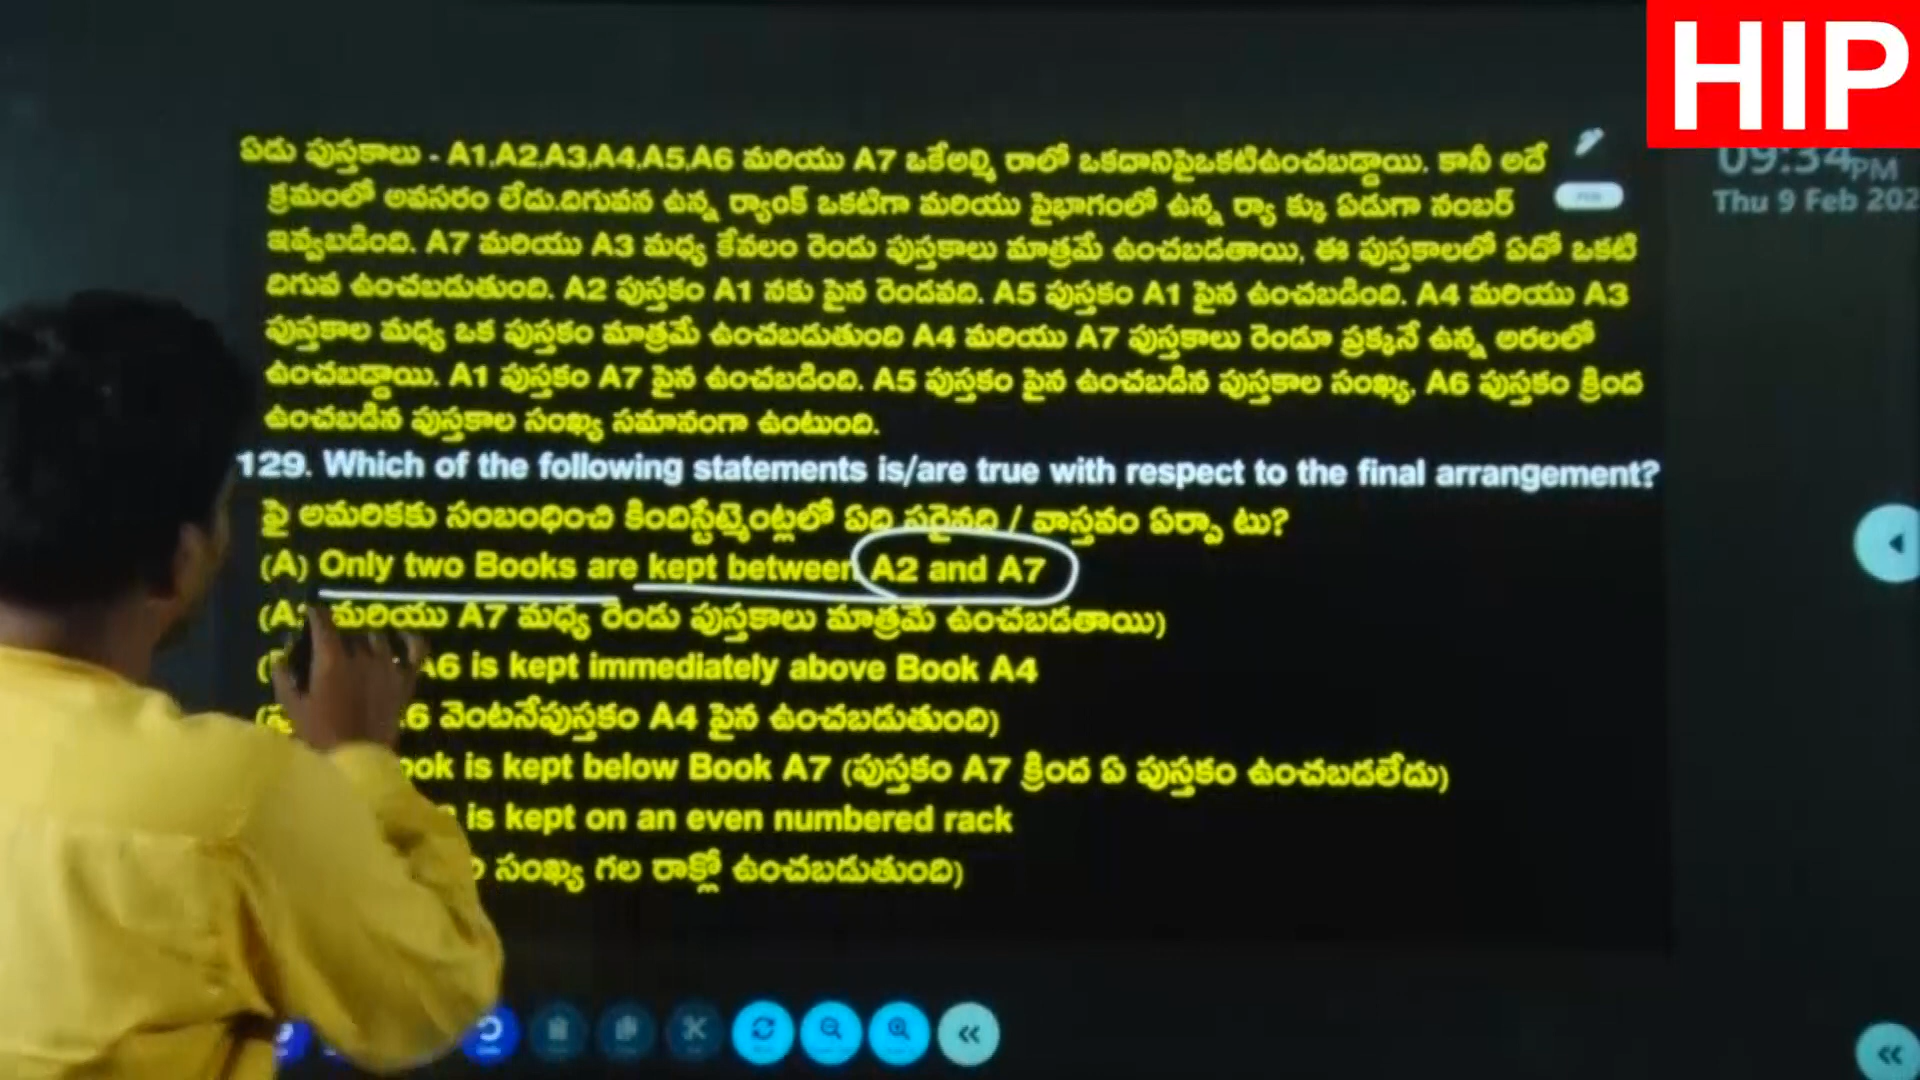 HIP
09:34PM
Thu 9 Feb 202
ఏడు పుస్తకాలు - A1,A2,A3,A4,A5,A6 మరియు A7 ఒకేఅల్మి రాలో ఒకదానిపైఒకటిఉంచబడ్డాయి. కానీ అదే
క్రమంలో అవసరం లేదు.దిగువన ఉన్న ర్యాంక్ ఒకటిగా మరియు పైభాగంలో ఉన్న ర్యా క్కు ఏడుగా నంబర్
ఇవ్వబడింది. A7 మరియు A3 మధ్య కేవలం రెండు పుస్తకాలు మాత్రమే ఉంచబడతాయి, ఈ పుస్తకాలలో ఏదో ఒకటి
దిగువ ఉంచబడుతుంది. A2 పుస్తకం A1 నకు పైన రెండవది. A5 పుస్తకం A1 పైన ఉంచబడింది. A4 మరియు A3
పుస్తకాల మధ్య ఒక పుస్తకం మాత్రమే ఉంచబడుతుంది A4 మరియు A7 పుస్తకాలు రెండూ ప్రక్కనే ఉన్న అరలలో
ఉంచబడ్డాయి. A1 పుస్తకం A7 పైన ఉంచబడింది. A5 పుస్తకం పైన ఉంచబడిన పుస్తకాల సంఖ్య, A6 పుస్తకం క్రింద
ఉంచబడిన పుస్తకాల సంఖ్య సమానంగా ఉంటుంది.
129. Which of the following statements is/are true with respect to the final arrangement?
ఫై అమరికకు సంబంధించి కిందిస్టేట్మెంట్లలో ఏది సరైనది / వాస్తవం ఏర్పా టు?
(A) Only two Books are kept between A2 and A7
మరియు A7 మధ్య రెండు పుస్తకాలు మాత్రమే ఉంచబడతాయి)
A6 is kept immediately above Book A4
6 వెంటనేపుస్తకం A4 పైన ఉంచబడుతుంది)
ook is kept below Book A7 (పుస్తకం A7 క్రింద ఏ పుస్తకం ఉంచబడలేదు)
is kept on an even numbered rack
సంఖ్య గల రాక్లో ఉంచబడుతుంది)